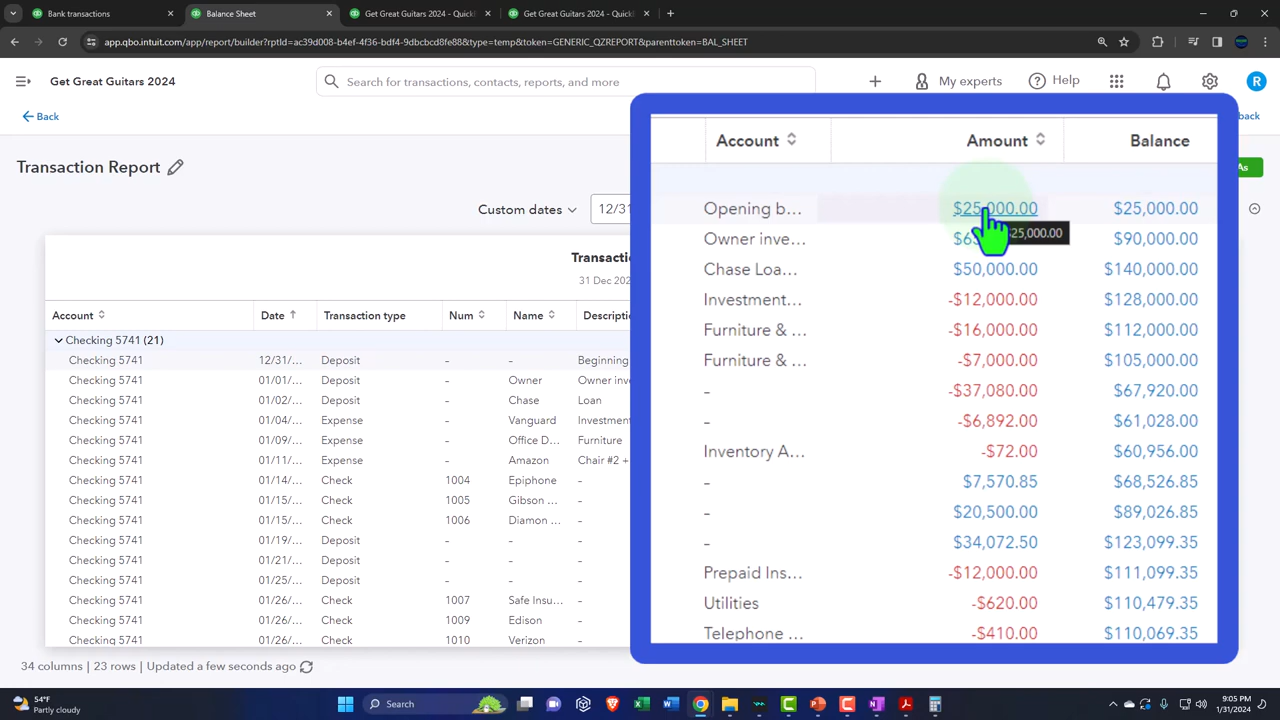 Bank transactions
Balance Sheet
Get Great Guitars 2024 - QuickB
Get Great Guitars 2024 - QuickB
app.qbo.intuit.com/app/report/builder?rptId=ac39d008-b4ef-4f36-bdf4-9dbcbcd8fe88&type=temp&token=GENERIC_QZREPORT&parenttoken=BAL_SHEET
Get Great Guitars 2024
Search for transactions, contacts, reports, and more
My experts
Help
R
Back
back
Transaction Report
As
Custom dates
12/31
Transac
31 Dec 202
Account Date Transaction type Num Name Descripti
Checking 5741 (21)
Checking 5741 12/31/... Deposit – – Beginning
Checking 5741 01/01/... Deposit – Owner Owner inv
Checking 5741 01/02/... Deposit – Chase Loan
Checking 5741 01/04/... Expense – Vanguard Investment
Checking 5741 01/09/... Expense – Office D... Furniture
Checking 5741 01/11/... Expense – Amazon Chair #2 +
Checking 5741 01/14/... Check 1004 Epiphone –
Checking 5741 01/15/... Check 1005 Gibson ... –
Checking 5741 01/15/... Check 1006 Diamon ... –
Checking 5741 01/19/... Deposit – – –
Checking 5741 01/21/... Deposit – – –
Checking 5741 01/25/... Deposit – – –
Checking 5741 01/26/... Check 1007 Safe Insu... –
Checking 5741 01/26/... Check 1009 Edison –
Checking 5741 01/26/... Check 1010 Verizon –
34 columns | 23 rows | Updated a few seconds ago
Account Amount Balance
Opening b... $25,000.00 $25,000.00
$25,000.00
Owner inve... $90,000.00
Chase Loa... $50,000.00 $140,000.00
Investment... -$12,000.00 $128,000.00
Furniture & ... -$16,000.00 $112,000.00
Furniture & ... -$7,000.00 $105,000.00
– -$37,080.00 $67,920.00
– -$6,892.00 $61,028.00
Inventory A... -$72.00 $60,956.00
– $7,570.85 $68,526.85
– $20,500.00 $89,026.85
– $34,072.50 $123,099.35
Prepaid Ins... -$12,000.00 $111,099.35
Utilities -$620.00 $110,479.35
Telephone ... -$410.00 $110,069.35
54°F
Partly cloudy
Search
9:05 PM
1/31/2024